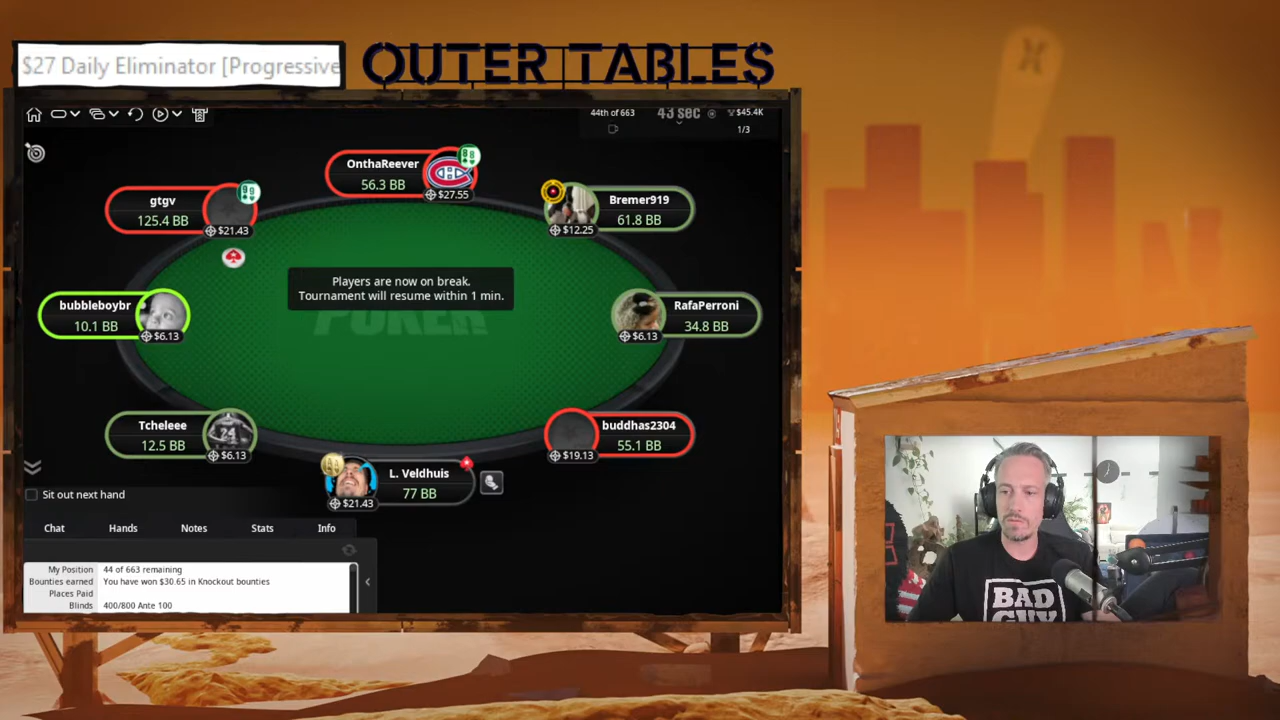 $27 Daily Eliminator [Progressive
OUTER TABLES
44th of 663
43 sec
$45.4K
1/3
OnthaReever
56.3 BB
$27.55
gtgv
125.4 BB
$21.43
Bremer919
61.8 BB
$12.25
Players are now on break.
Tournament will resume within 1 min.
POKER
bubbleboybr
10.1 BB
$6.13
RafaPerroni
34.8 BB
$6.13
Tcheleee
12.5 BB
24
$6.13
buddhas2304
55.1 BB
$19.13
L. Veldhuis
77 BB
$21.43
Sit out next hand
Chat Hands Notes Stats Info
My Position 44 of 663 remaining
Bounties earned You have won $30.65 in Knockout bounties
Places Paid
Blinds 400/800 Ante 100
BAD
GUY